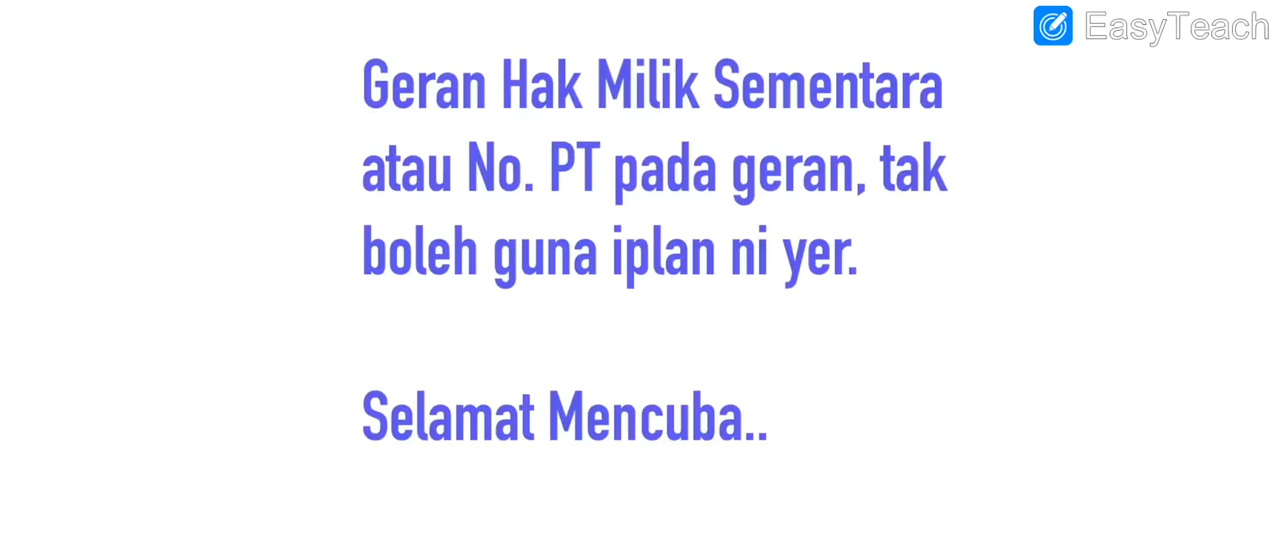 EasyTeach
Geran Hak Milik Sementara
atau No. PT pada geran, tak
boleh guna iplan ni yer.
Selamat Mencuba..